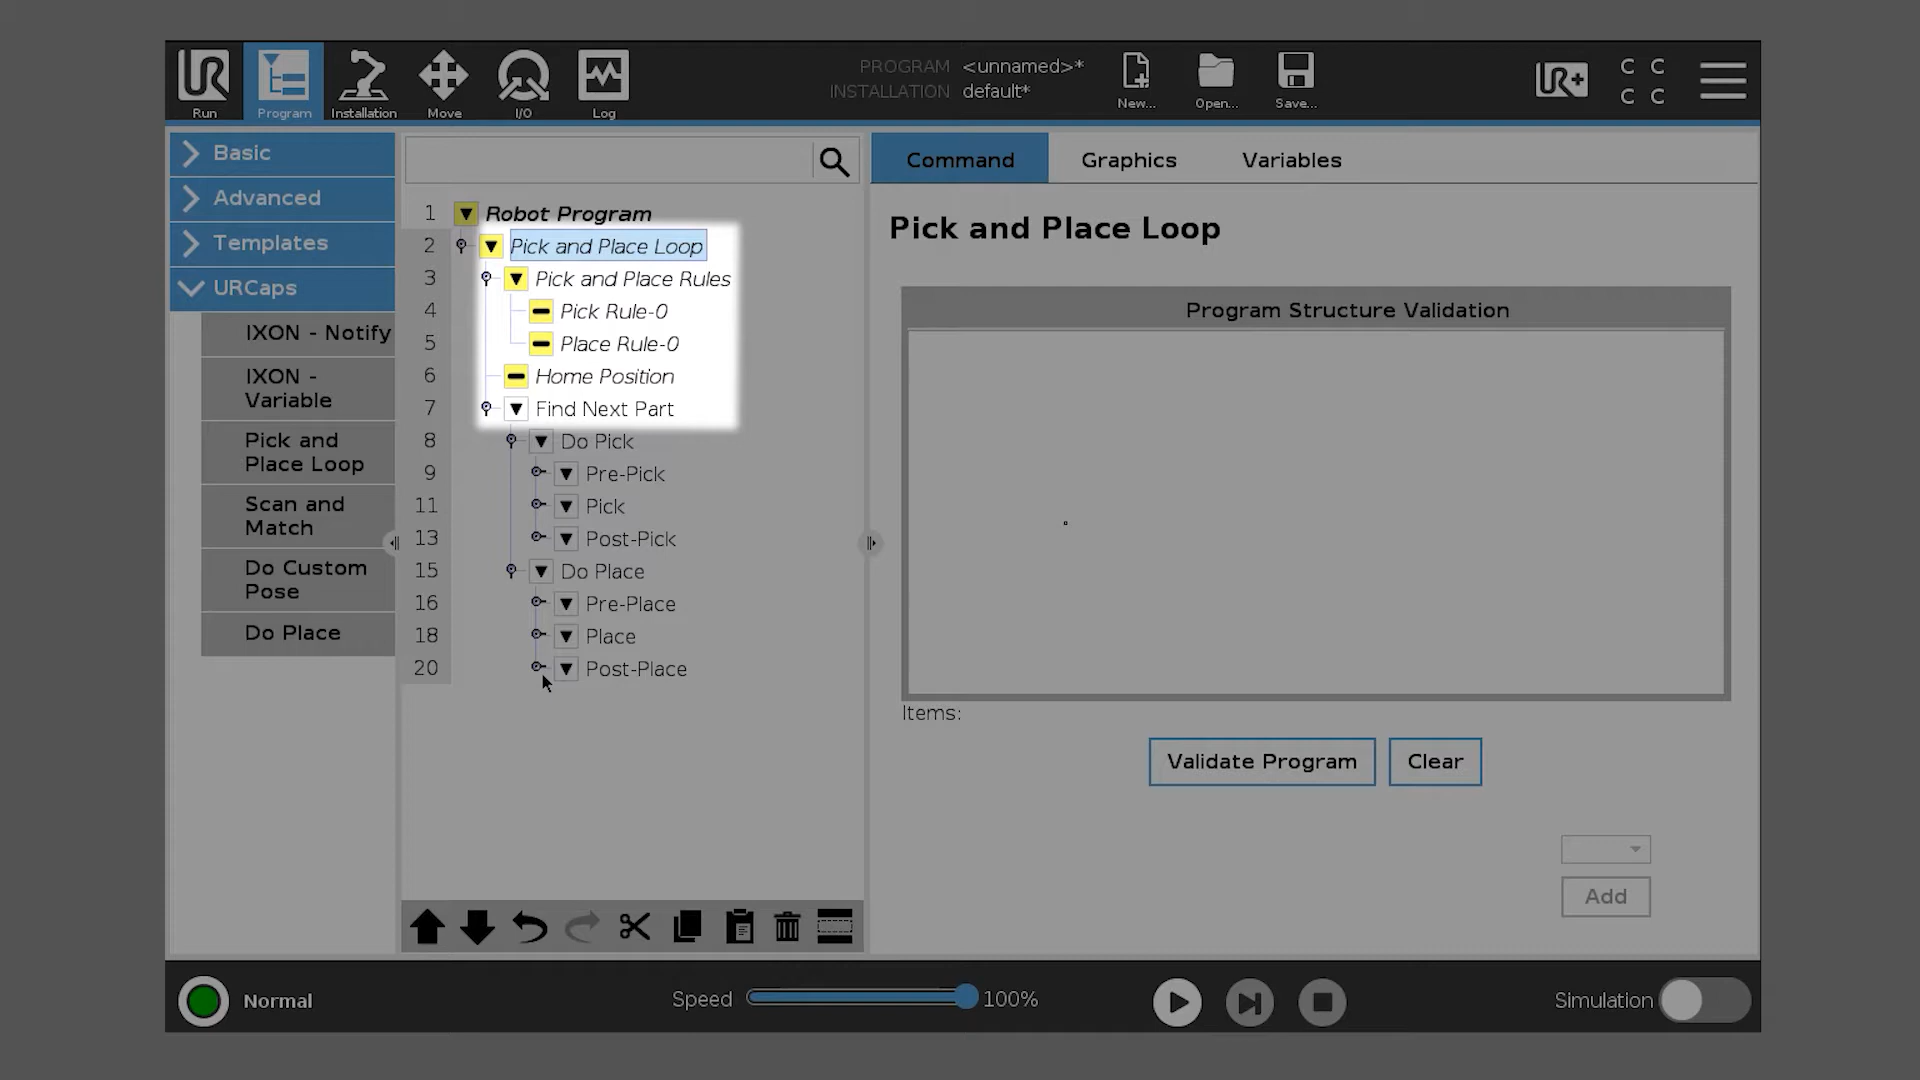 PROGRAM <unnamed>*
INSTALLATION default*
Run
Program
Installation
Move
I/O
Log
New...
Open...
Save...
UR+
C C
C C
Basic
Advanced
Templates
URCaps
IXON - Notify
IXON -
Variable
Pick and
Place Loop
Scan and
Match
Do Custom
Pose
Do Place
1 Robot Program
2 Pick and Place Loop
3 Pick and Place Rules
4 Pick Rule-0
5 Place Rule-0
6 Home Position
7 Find Next Part
8 Do Pick
9 Pre-Pick
11 Pick
13 Post-Pick
15 Do Place
16 Pre-Place
18 Place
20 Post-Place
Command Graphics Variables
Pick and Place Loop
Program Structure Validation
Items:
Validate Program Clear
Add
Normal
Speed 100%
Simulation